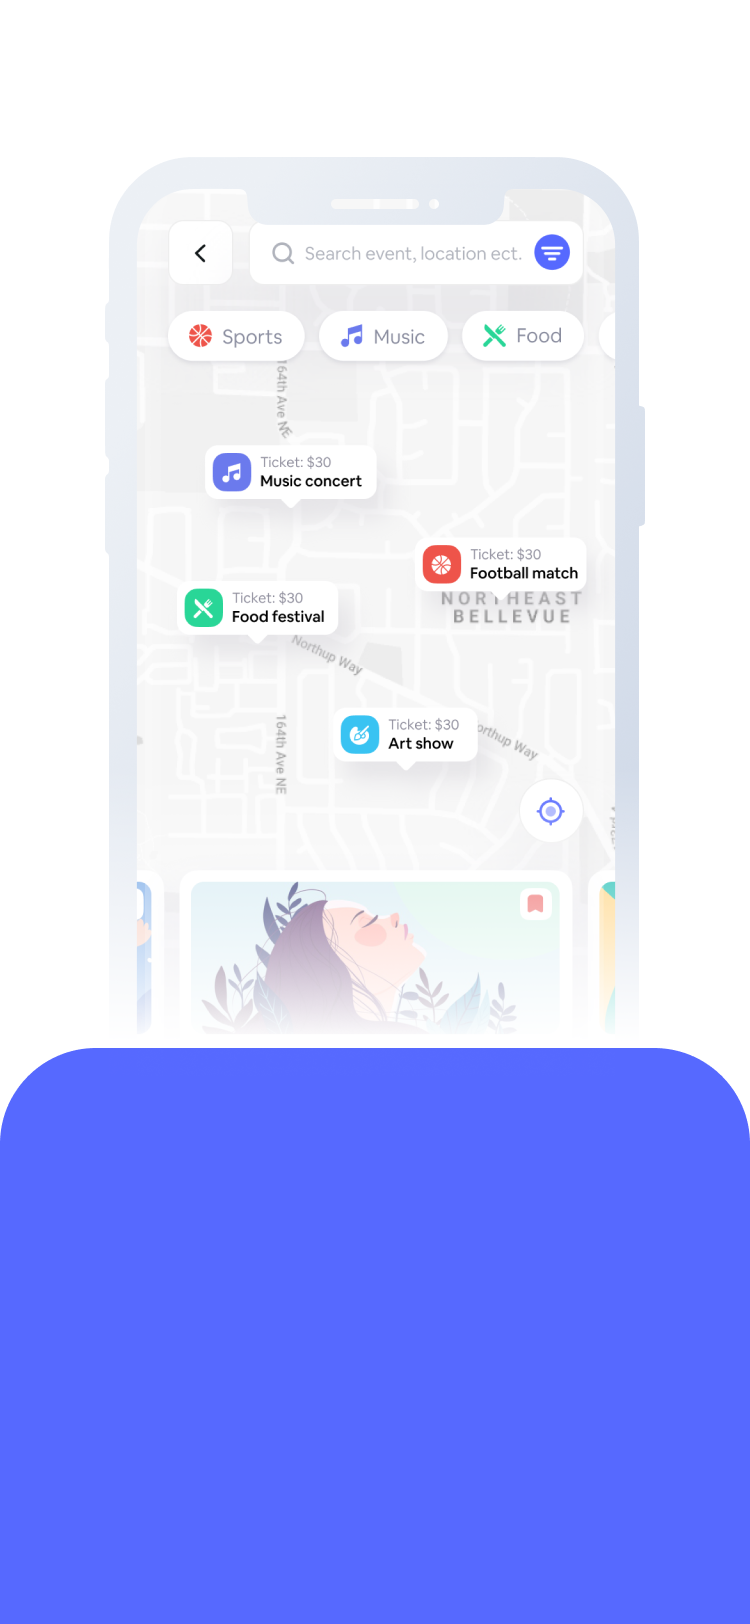 Search event, location ect.
Sports
Music
Food
164th Ave NE
Ticket: $30
Music concert
Ticket: $30
Football match
NORTHEAST
BELLEVUE
Ticket: $30
Food festival
Northup Way
Ticket: $30
Art show
orthup Way
164th Ave NE